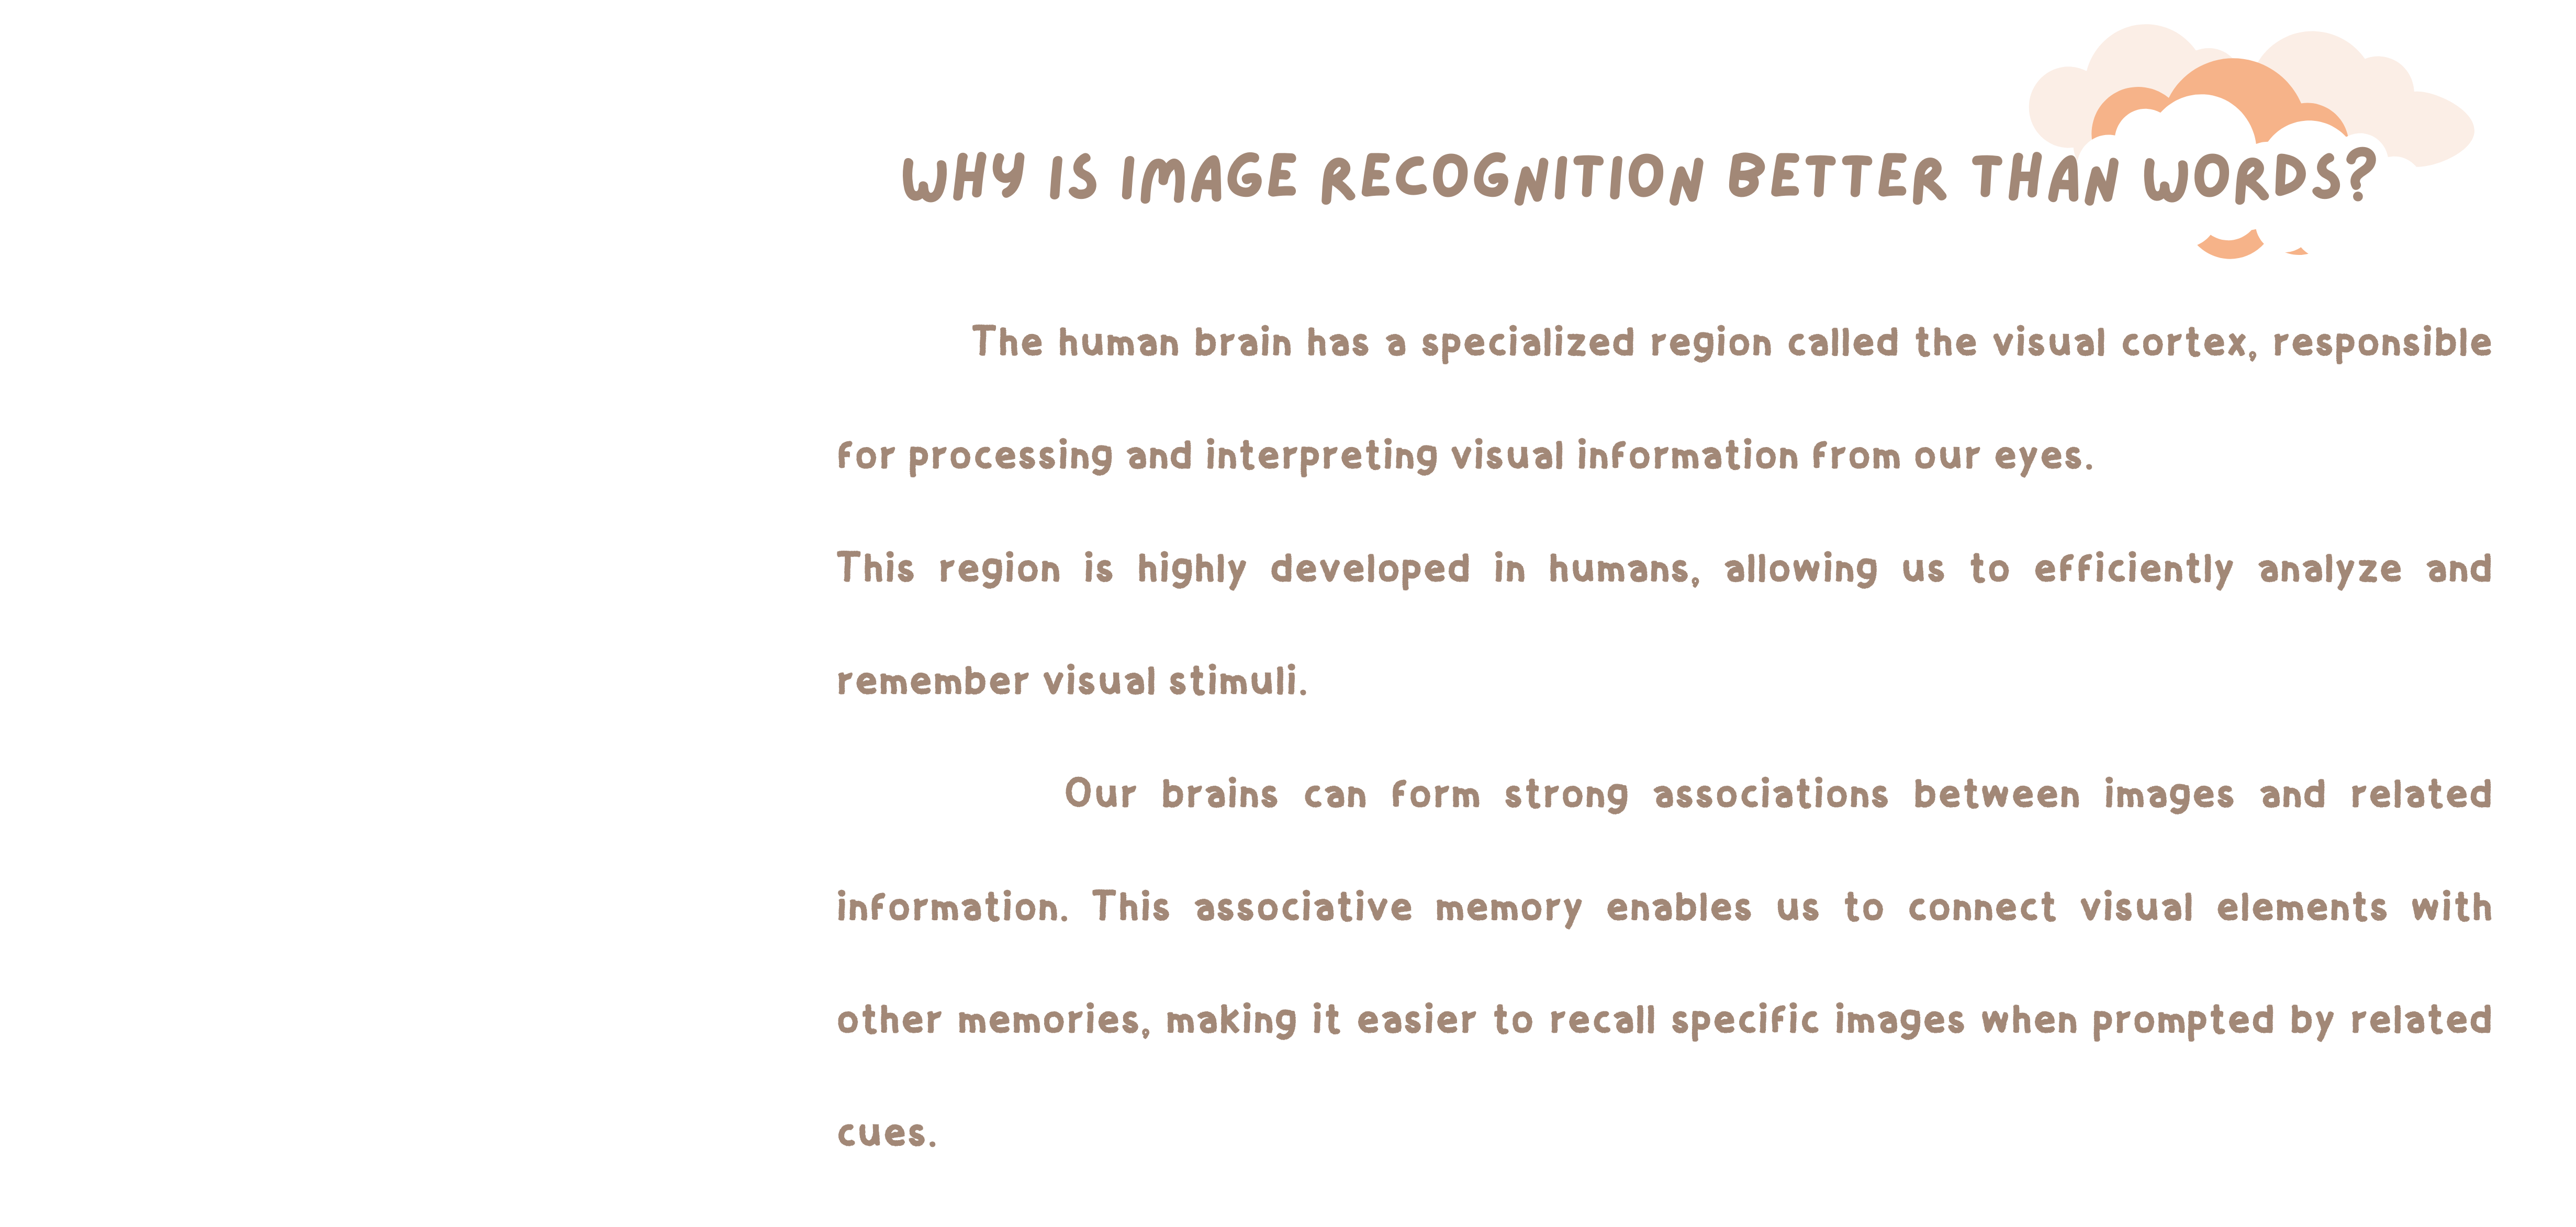 WHY IS IMAGE RECOGNITION BETTER THAN WORDS?
The human brain has a specialized region called the visual cortex, responsible
for processing and interpreting visual information from our eyes.
This region is highly developed in humans, allowing us to efficiently analyze and
remember visual stimuli.
Our brains can form strong associations between images and related
information. This associative memory enables us to connect visual elements with
other memories, making it easier to recall specific images when prompted by related
cues.